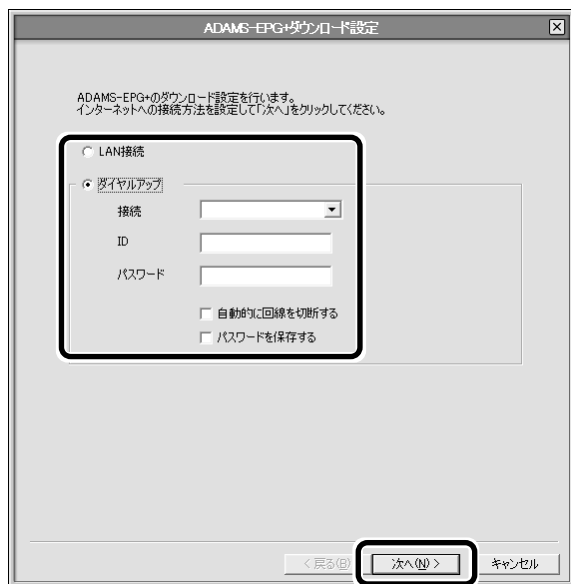 ADAMS-EPG+ダウンロード設定
ADAMS-EPG+のダウンロード設定を行います。
インターネットへの接続方法を設定して「次へ」をクリックしてください。
LAN接続
ダイヤルアップ
接続
ID
パスワード
自動的に回線を切断する
パスワードを保存する
< 戻る(B)
次へ(N) >
キャンセル